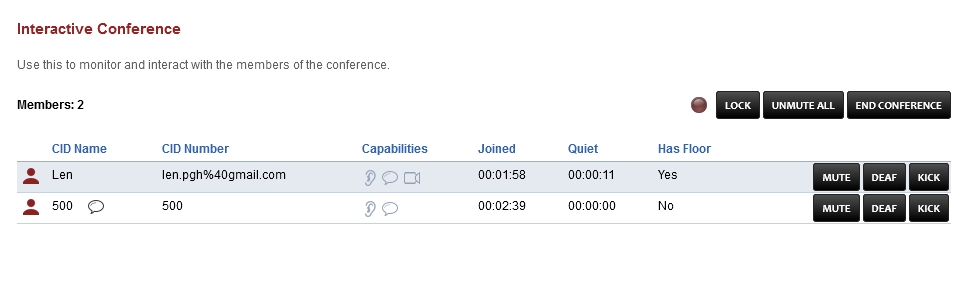 Interactive Conference
Use this to monitor and interact with the members of the conference.
Members: 2 LOCK UNMUTE ALL END CONFERENCE
CID Name CID Number Capabilities Joined Quiet Has Floor
Len len.pgh%40gmail.com 00:01:58 00:00:11 Yes MUTE DEAF KICK
500 500 00:02:39 00:00:00 No MUTE DEAF KICK